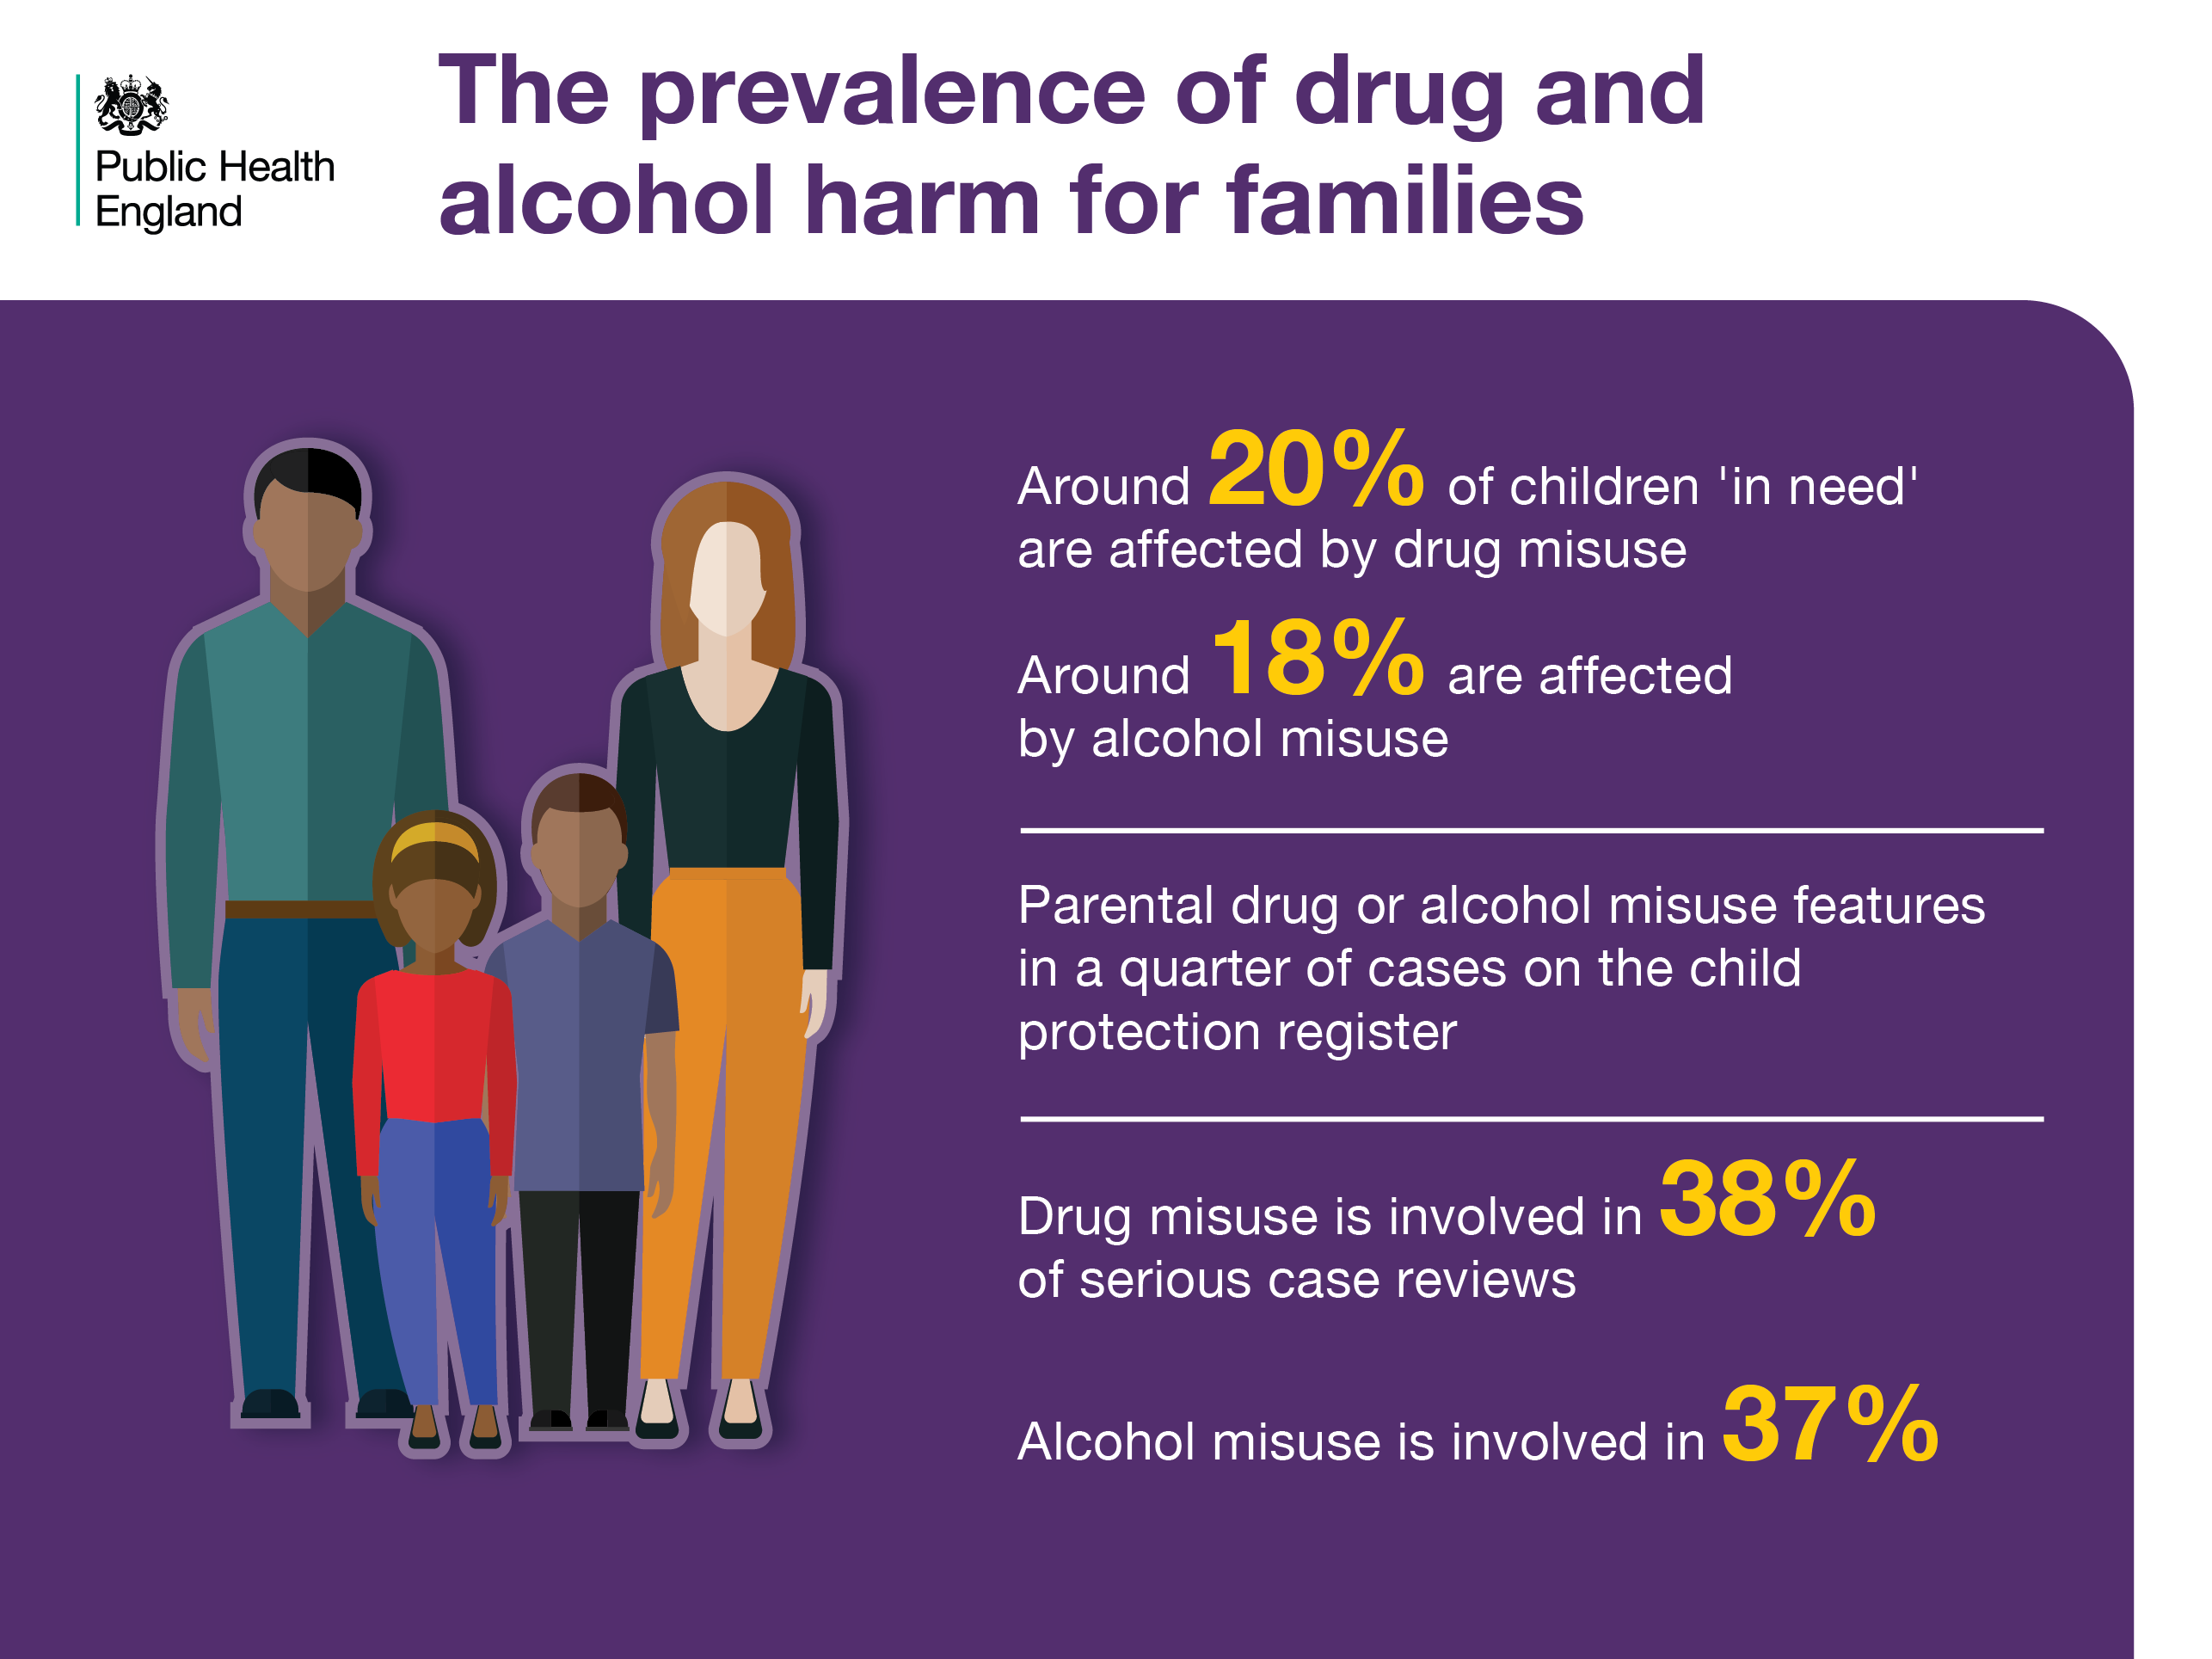 Public Health
England
The prevalence of drug and
alcohol harm for families
Around 20% of children 'in need'
are affected by drug misuse
Around 18% are affected
by alcohol misuse
Parental drug or alcohol misuse features
in a quarter of cases on the child
protection register
Drug misuse is involved in 38%
of serious case reviews
Alcohol misuse is involved in 37%